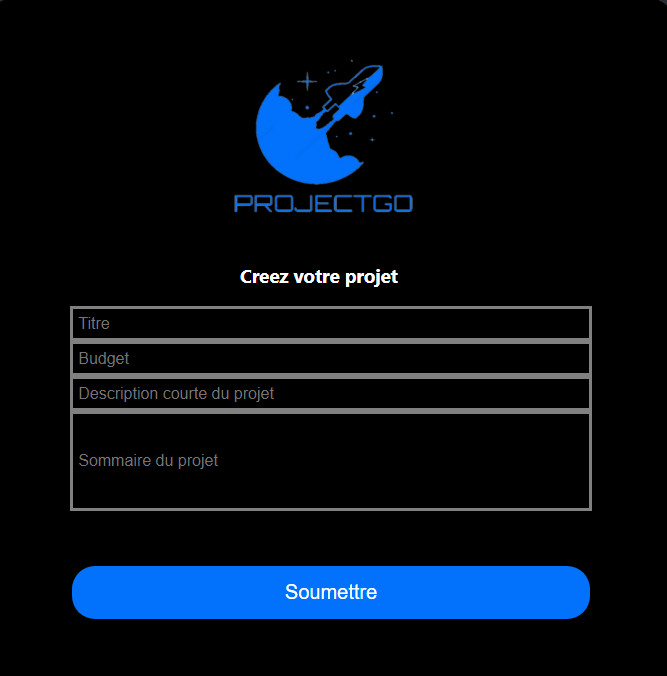 PROJECTGO
Creez votre projet
Titre
Budget
Description courte du projet
Sommaire du projet
Soumettre